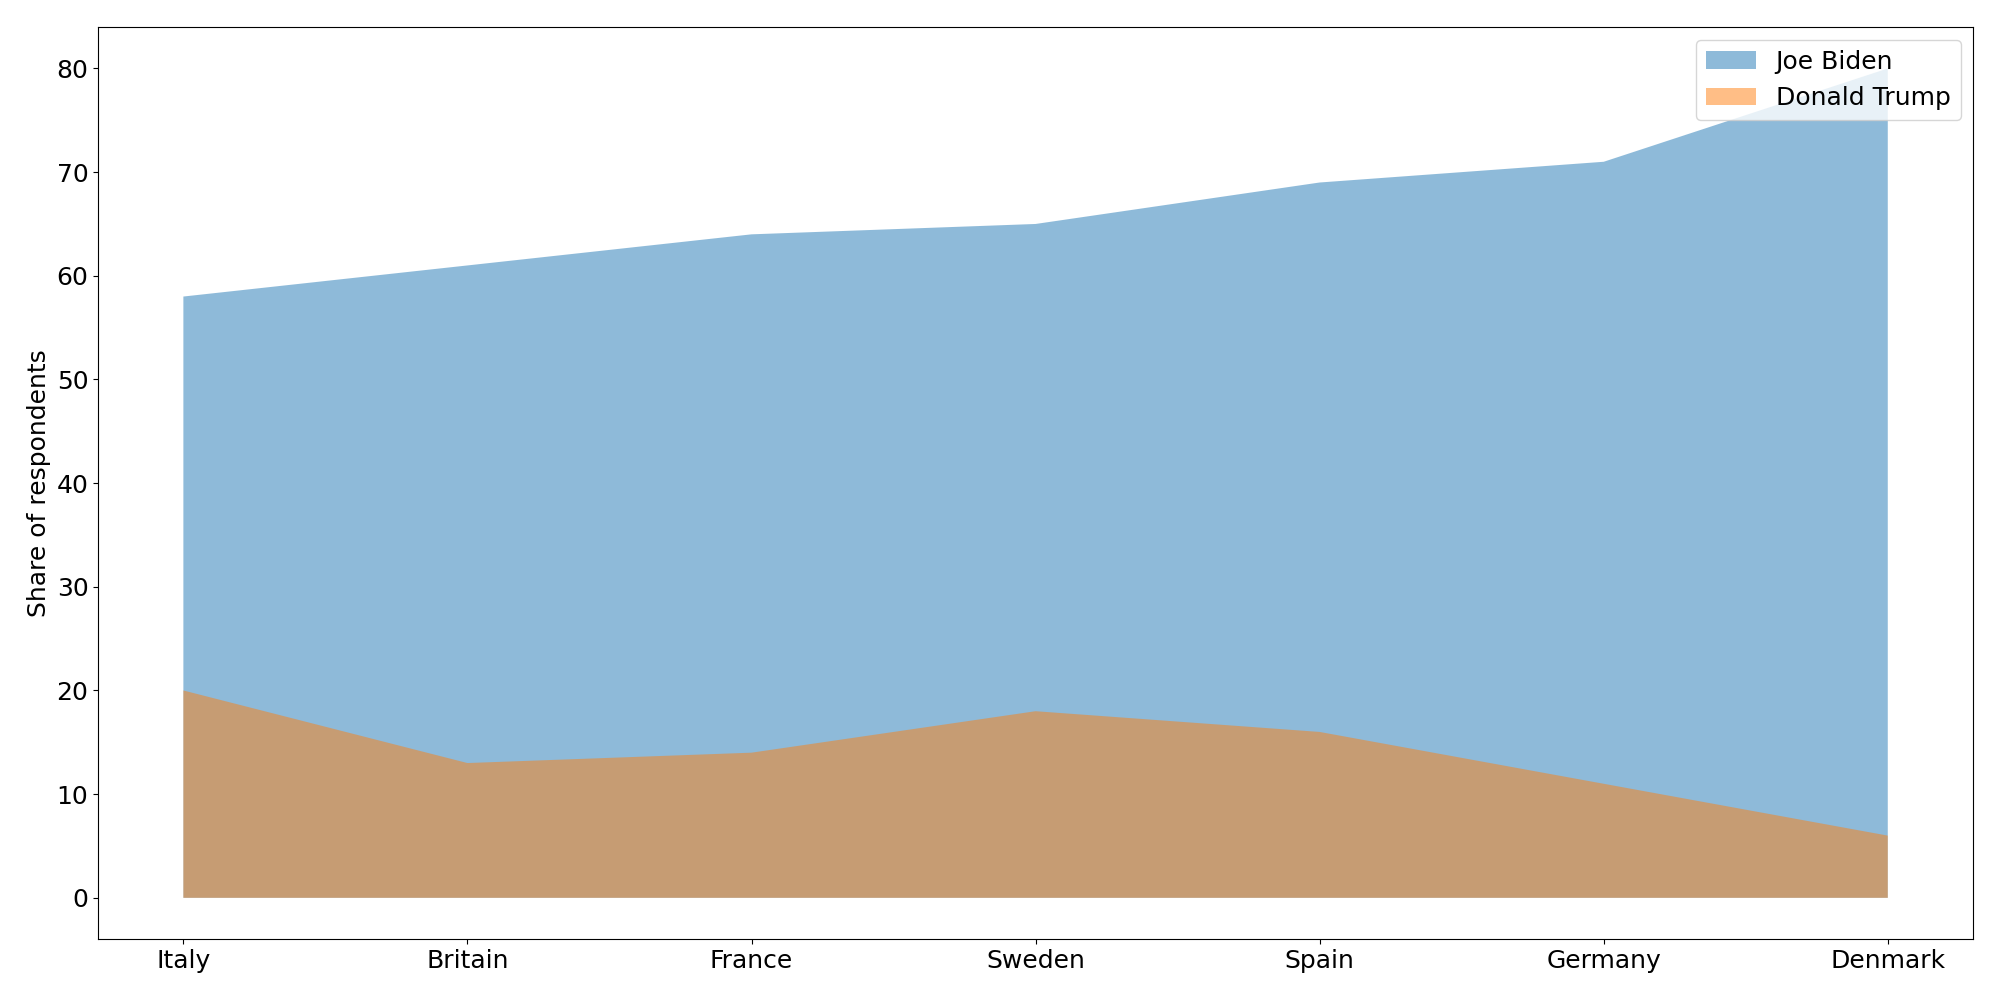 Joe Biden
Donald Trump
80
70
60
50
40
30
20
10
0
Share of respondents
Italy Britain France Sweden Spain Germany Denmark